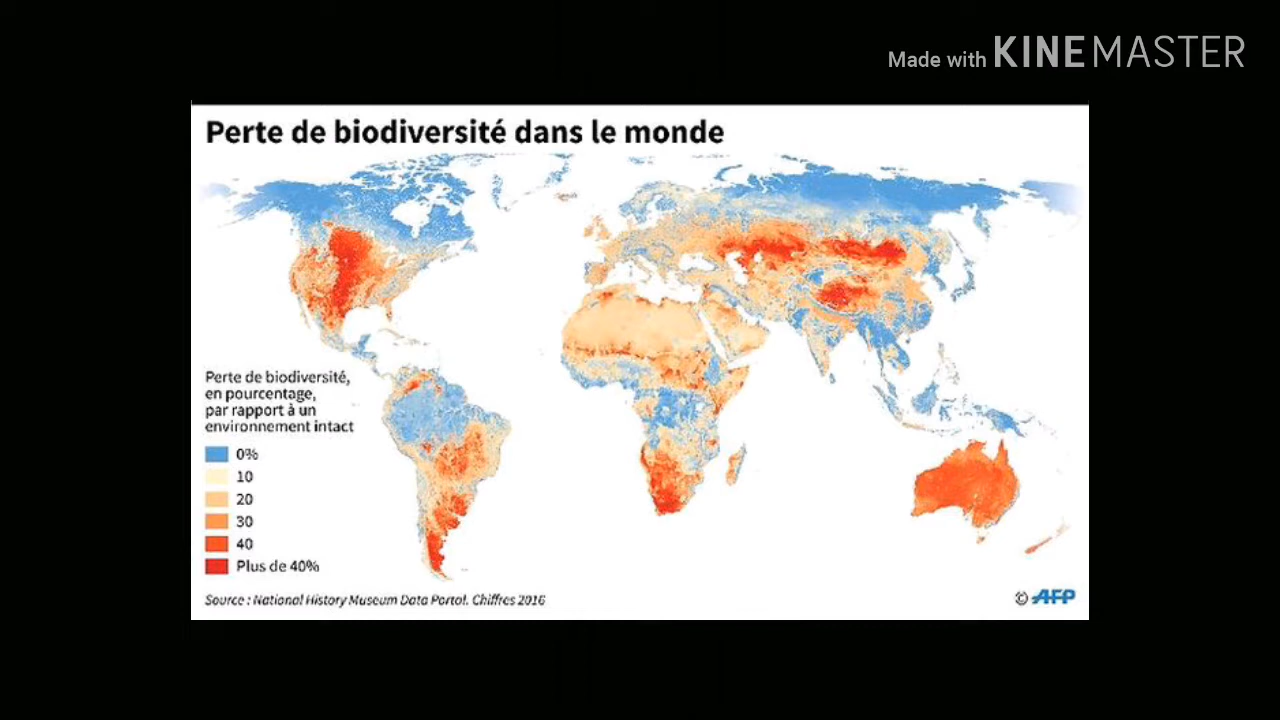 Made with KINEMASTER
Perte de biodiversité dans le monde
Perte de biodiversité,
en pourcentage,
par rapport à un
environnement intact
0%
10
20
30
40
Plus de 40%
Source : National History Museum Data Portal. Chiffres 2016
© AFP